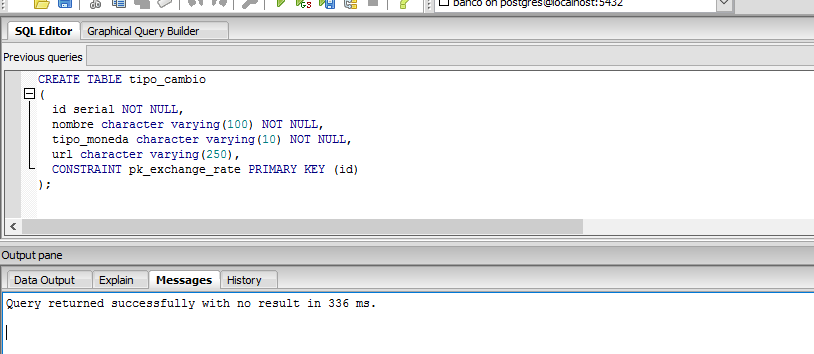 banco on postgres@localhost:5432
SQL Editor Graphical Query Builder
Previous queries
CREATE TABLE tipo_cambio
(
id serial NOT NULL,
nombre character varying(100) NOT NULL,
tipo_moneda character varying(10) NOT NULL,
url character varying(250),
CONSTRAINT pk_exchange_rate PRIMARY KEY (id)
);
Output pane
Data Output Explain Messages History
Query returned successfully with no result in 336 ms.